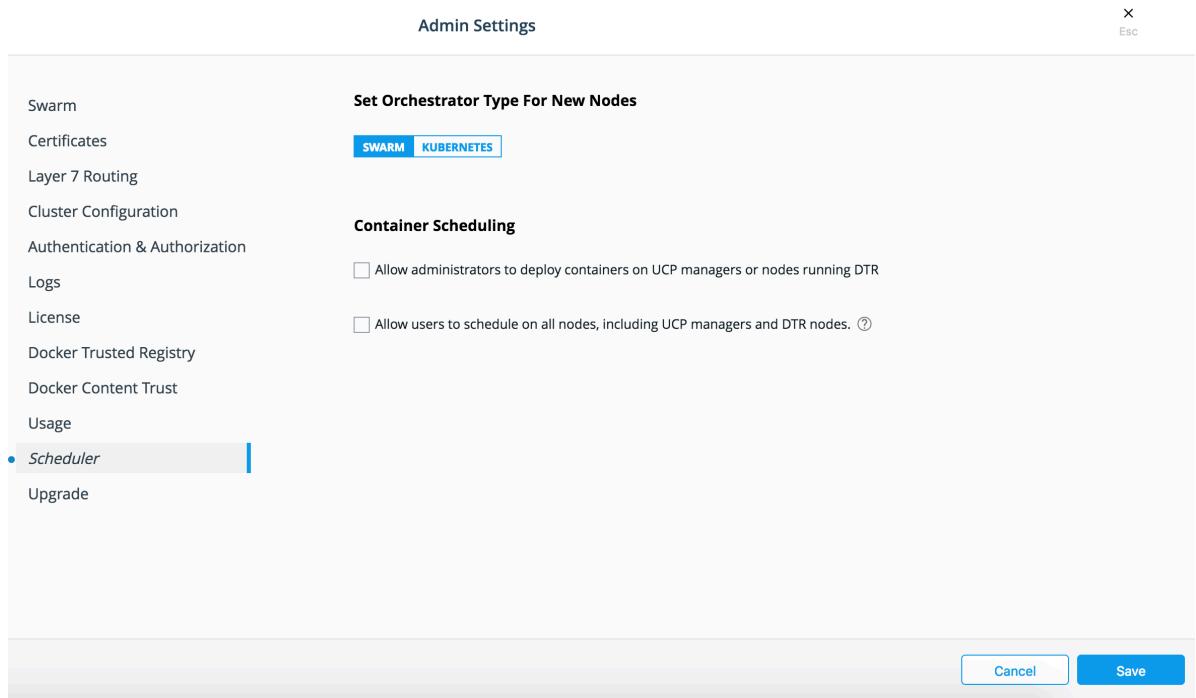 Admin Settings
Esc
Swarm
Certificates
Layer 7 Routing
Cluster Configuration
Authentication & Authorization
Logs
License
Docker Trusted Registry
Docker Content Trust
Usage
Scheduler
Upgrade
Set Orchestrator Type For New Nodes
SWARM KUBERNETES
Container Scheduling
Allow administrators to deploy containers on UCP managers or nodes running DTR
Allow users to schedule on all nodes, including UCP managers and DTR nodes. ?
Cancel Save